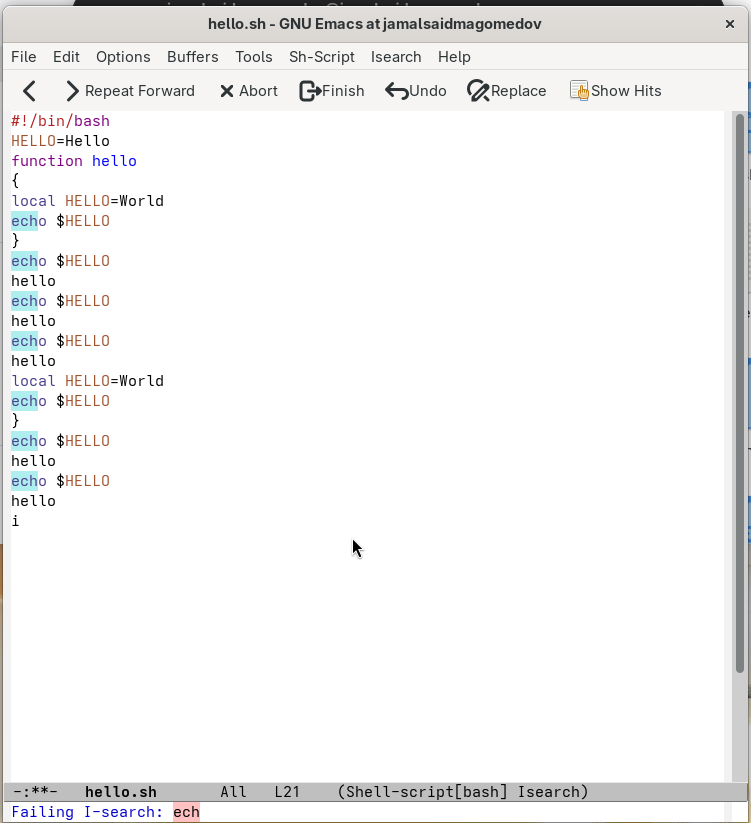 hello.sh - GNU Emacs at jamalsaidmagomedov ×
File Edit Options Buffers Tools Sh-Script Isearch Help
Repeat Forward Abort Finish Undo Replace Show Hits
#!/bin/bash
HELLO=Hello
function hello
{
local HELLO=World
echo $HELLO
}
echo $HELLO
hello
echo $HELLO
hello
echo $HELLO
hello
local HELLO=World
echo $HELLO
}
echo $HELLO
hello
echo $HELLO
hello
i
-:**- hello.sh All L21 (Shell-script[bash] Isearch)
Failing I-search: ech